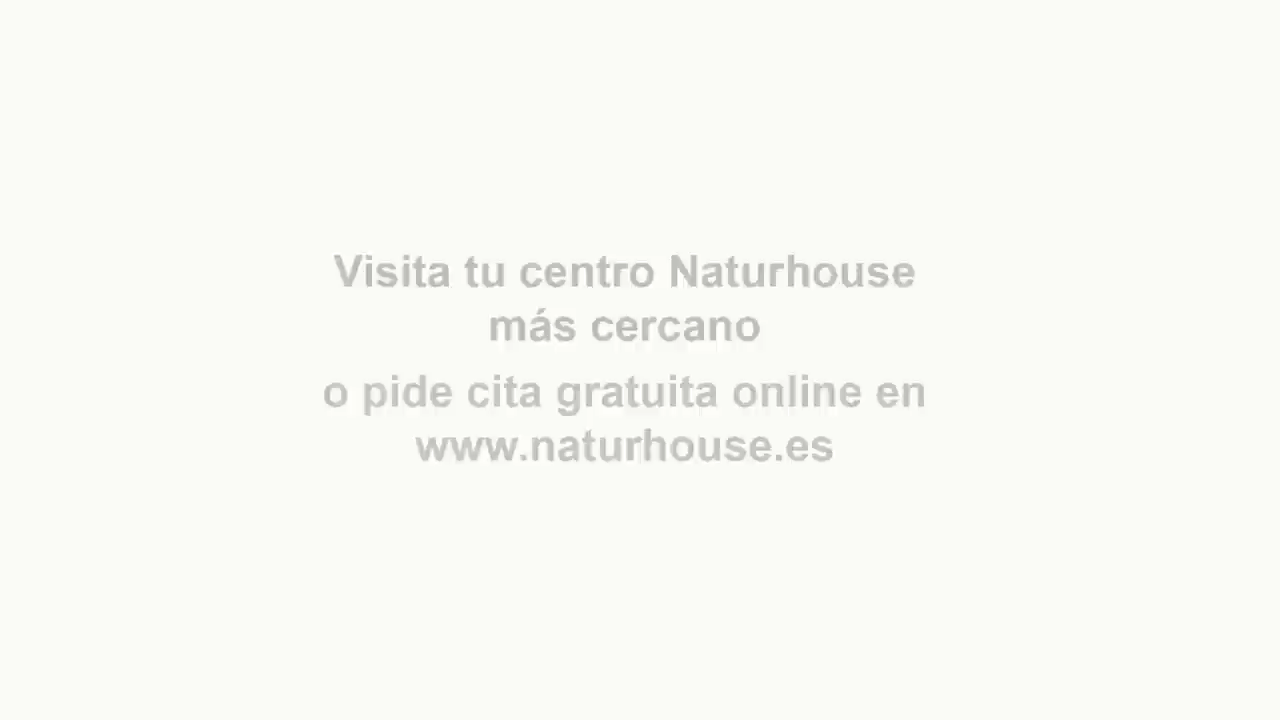 Visita tu centro Naturhouse
más cercano
o pide cita gratuita online en
www.naturhouse.es